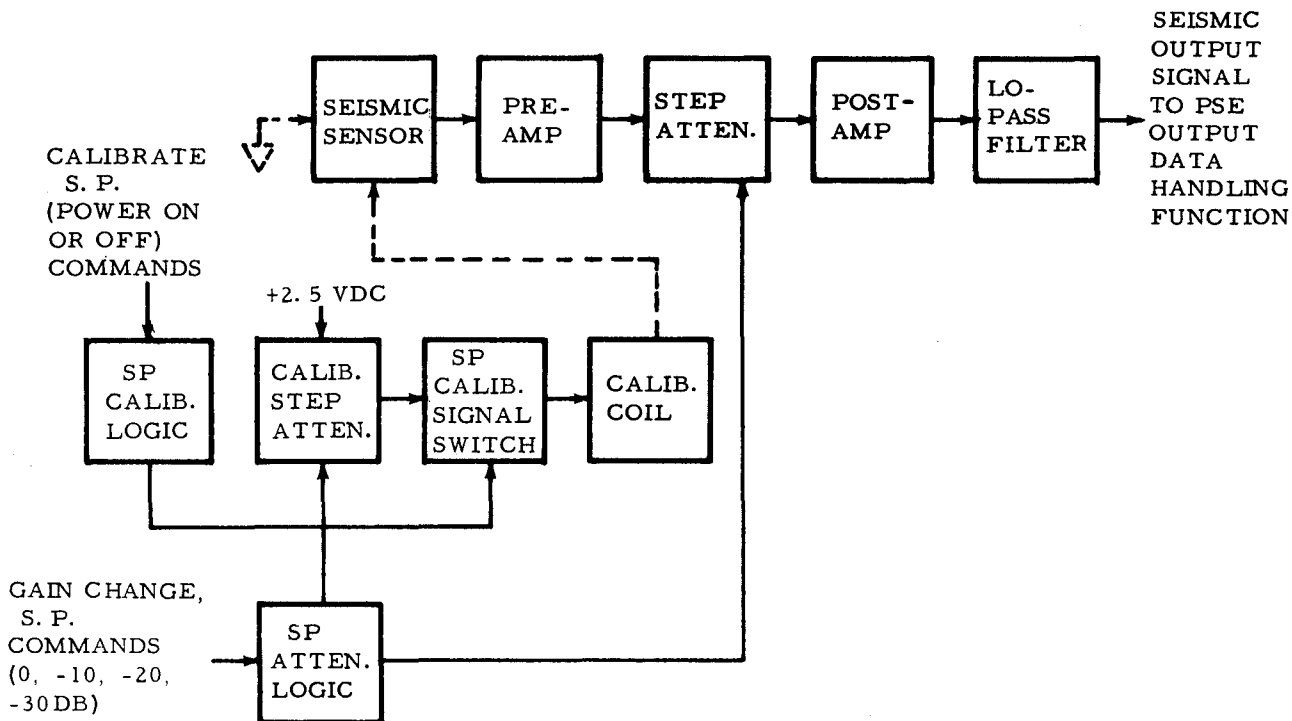 SEISMIC
OUTPUT
SIGNAL
TO PSE
OUTPUT
DATA
HANDLING
FUNCTION
SEISMIC
SENSOR
PRE-
AMP
STEP
ATTEN.
POST-
AMP
LO-
PASS
FILTER
CALIBRATE
S. P.
(POWER ON
OR OFF)
COMMANDS
+2. 5 VDC
SP
CALIB.
LOGIC
CALIB.
STEP
ATTEN.
SP
CALIB.
SIGNAL
SWITCH
CALIB.
COIL
GAIN CHANGE,
S. P.
COMMANDS
(0, -10, -20,
-30DB)
SP
ATTEN.
LOGIC